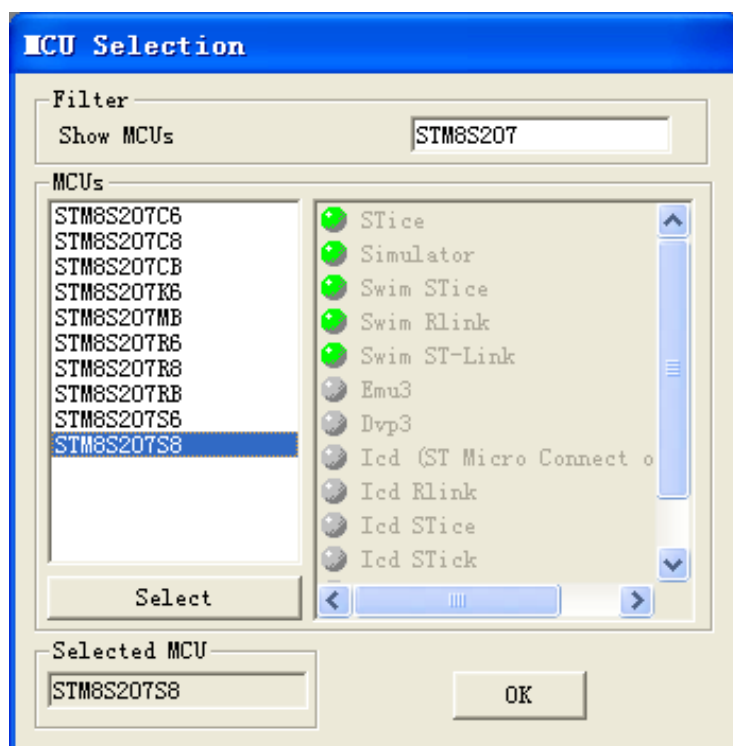 MCU Selection
Filter
Show MCUs STM8S207
MCUs
STM8S207C6
STM8S207C8
STM8S207CB
STM8S207K6
STM8S207MB
STM8S207R6
STM8S207R8
STM8S207RB
STM8S207S6
STM8S207S8
STice
Simulator
Swim STice
Swim Rlink
Swim ST-Link
Emu3
Dvp3
Icd (ST Micro Connect o
Icd Rlink
Icd STice
Icd STick
Select
Selected MCU
STM8S207S8
OK